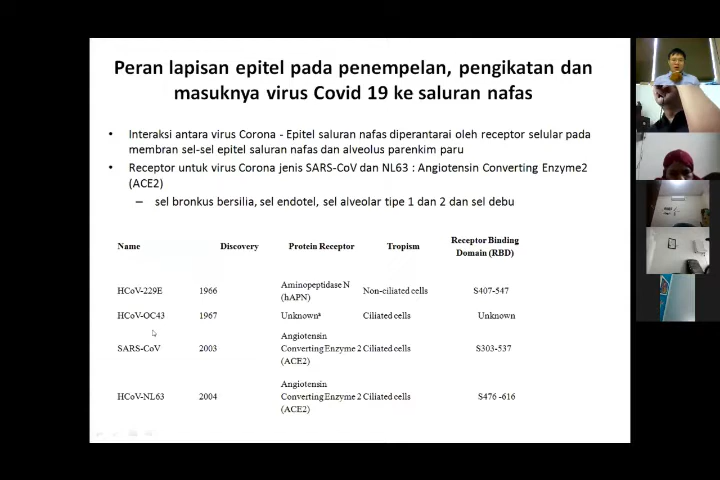 Peran lapisan epitel pada penempelan, pengikatan dan
masuknya virus Covid 19 ke saluran nafas
• Interaksi antara virus Corona - Epitel saluran nafas diperantarai oleh receptor selular pada
membran sel-sel epitel saluran nafas dan alveolus parenkim paru
• Receptor untuk virus Corona jenis SARS-CoV dan NL63 : Angiotensin Converting Enzyme2
(ACE2)
– sel bronkus bersilia, sel endotel, sel alveolar tipe 1 dan 2 dan sel debu
Name Discovery Protein Receptor Tropism Receptor Binding
Domain (RBD)
HCoV-229E 1966 Aminopeptidase N
(hAPN) Non-ciliated cells S407-547
HCoV-OC43 1967 Unknownª Ciliated cells Unknown
SARS-CoV 2003 Angiotensin
Converting Enzyme 2
(ACE2) Ciliated cells S303-537
HCoV-NL63 2004 Angiotensin
Converting Enzyme 2
(ACE2) Ciliated cells S476 -616